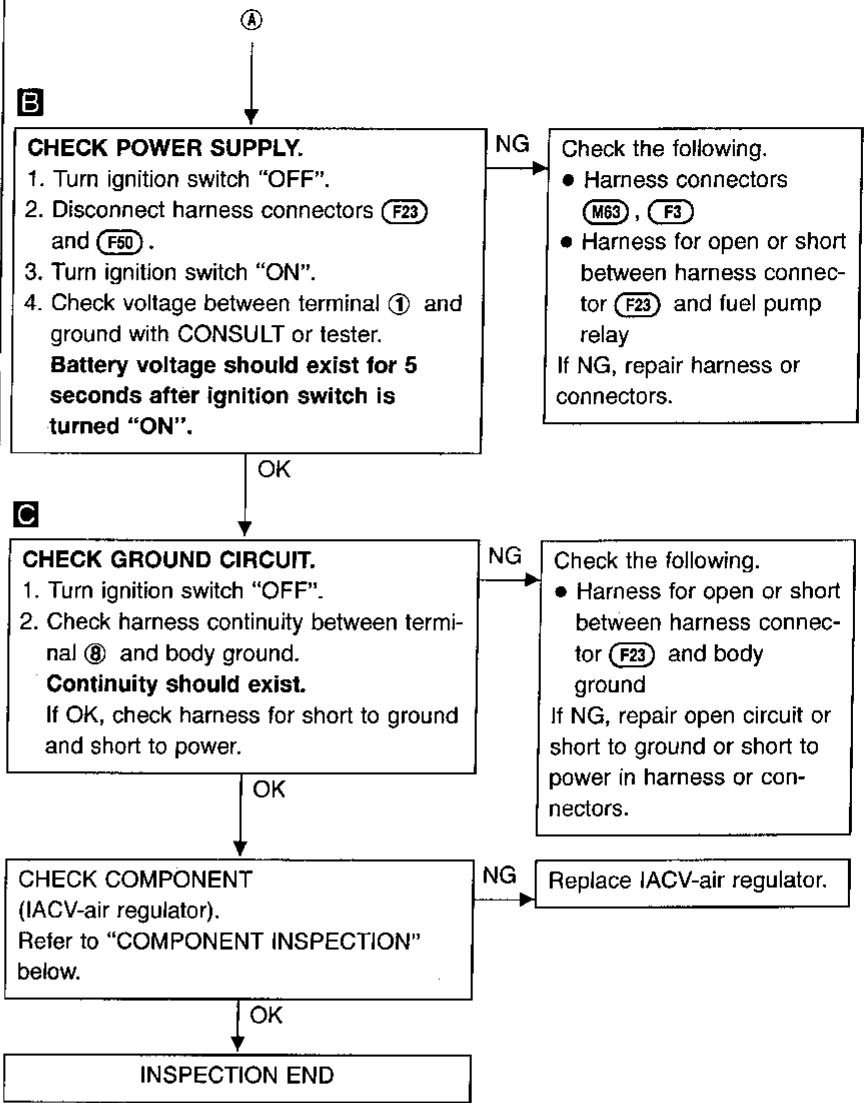 Ⓐ
B
CHECK POWER SUPPLY.
1. Turn ignition switch "OFF".
2. Disconnect harness connectors F23
and F50.
3. Turn ignition switch "ON".
4. Check voltage between terminal ① and
ground with CONSULT or tester.
Battery voltage should exist for 5
seconds after ignition switch is
turned "ON".
NG
Check the following.
● Harness connectors
M63, F3
● Harness for open or short
between harness connec-
tor F23 and fuel pump
relay
If NG, repair harness or
connectors.
OK
C
CHECK GROUND CIRCUIT.
1. Turn ignition switch "OFF".
2. Check harness continuity between termi-
nal ⑧ and body ground.
Continuity should exist.
If OK, check harness for short to ground
and short to power.
NG
Check the following.
● Harness for open or short
between harness connec-
tor F23 and body
ground
If NG, repair open circuit or
short to ground or short to
power in harness or con-
nectors.
OK
CHECK COMPONENT
(IACV-air regulator).
Refer to "COMPONENT INSPECTION"
below.
NG
Replace IACV-air regulator.
OK
INSPECTION END